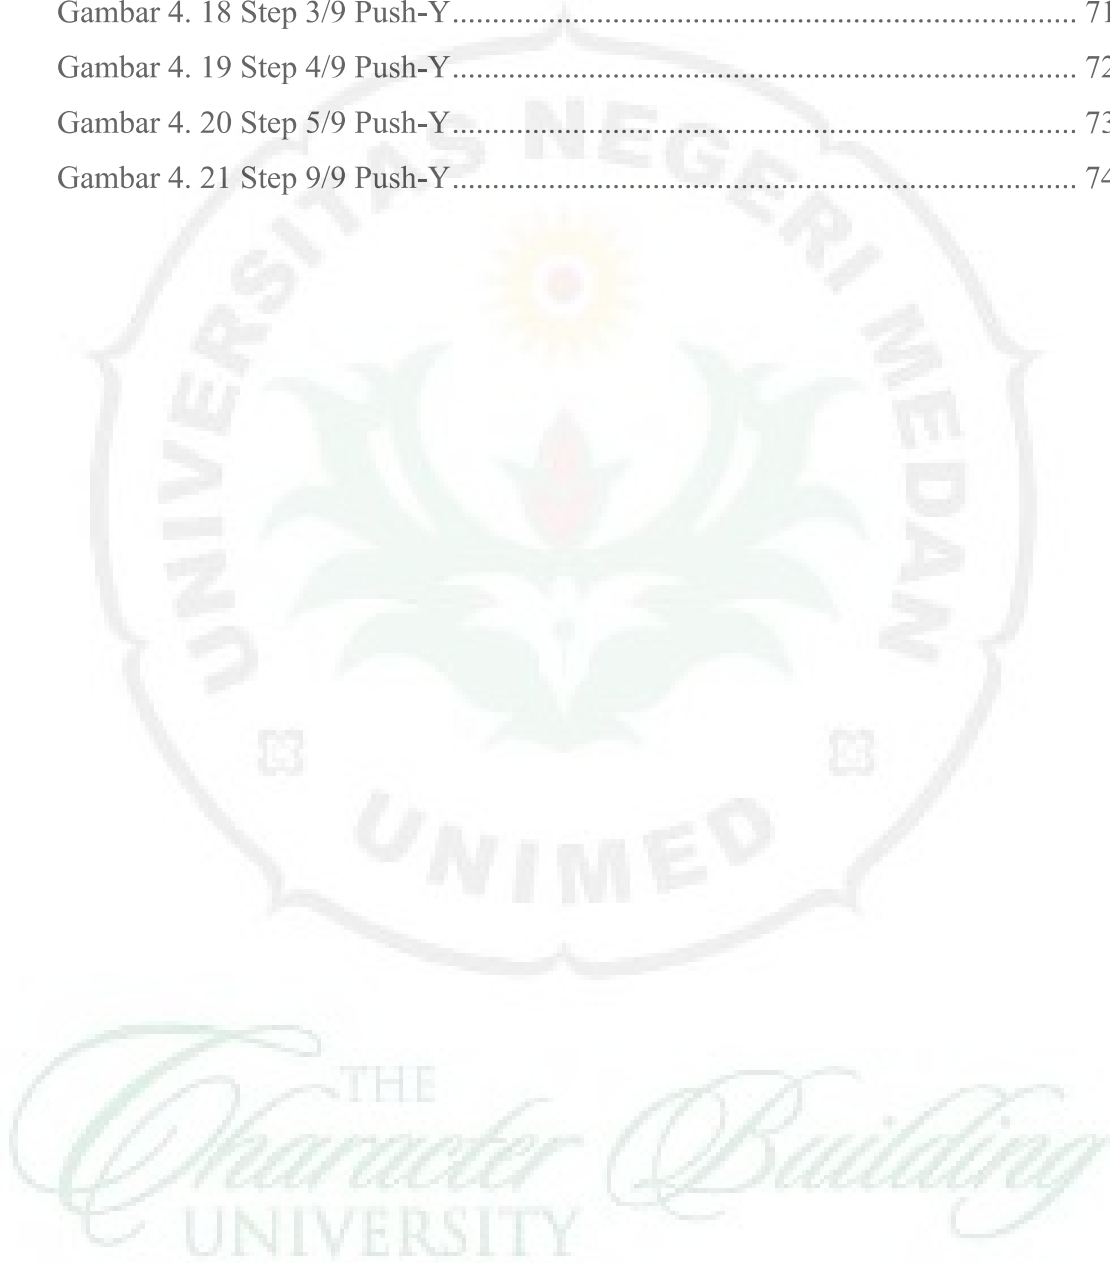 Gambar 4. 18 Step 3/9 Push-Y.............................................................................. 71
Gambar 4. 19 Step 4/9 Push-Y.............................................................................. 72
Gambar 4. 20 Step 5/9 Push-Y.............................................................................. 73
Gambar 4. 21 Step 9/9 Push-Y.............................................................................. 74
UNIVERSITAS NEGERI MEDAN
UNIMED
THE
Character Building
UNIVERSITY